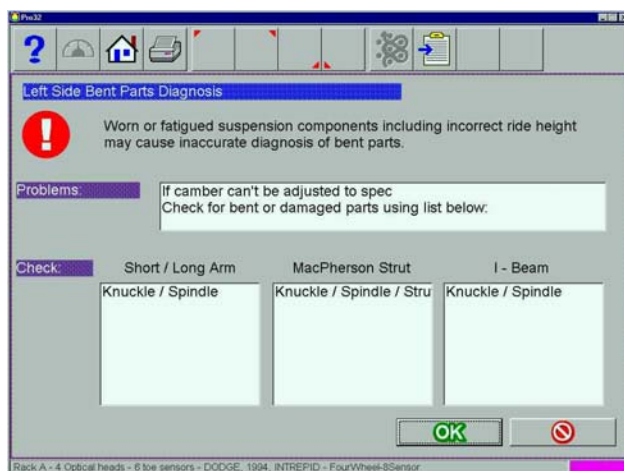 Pro32
Left Side Bent Parts Diagnosis
Worn or fatigued suspension components including incorrect ride height
may cause inaccurate diagnosis of bent parts.
Problems:
If camber can't be adjusted to spec
Check for bent or damaged parts using list below:
Check:
Short / Long Arm
MacPherson Strut
I - Beam
Knuckle / Spindle
Knuckle / Spindle / Stru
Knuckle / Spindle
OK
Rack A - 4 Optical heads - 6 toe sensors - DODGE, 1994, INTREPID - FourWheel-8Sensor